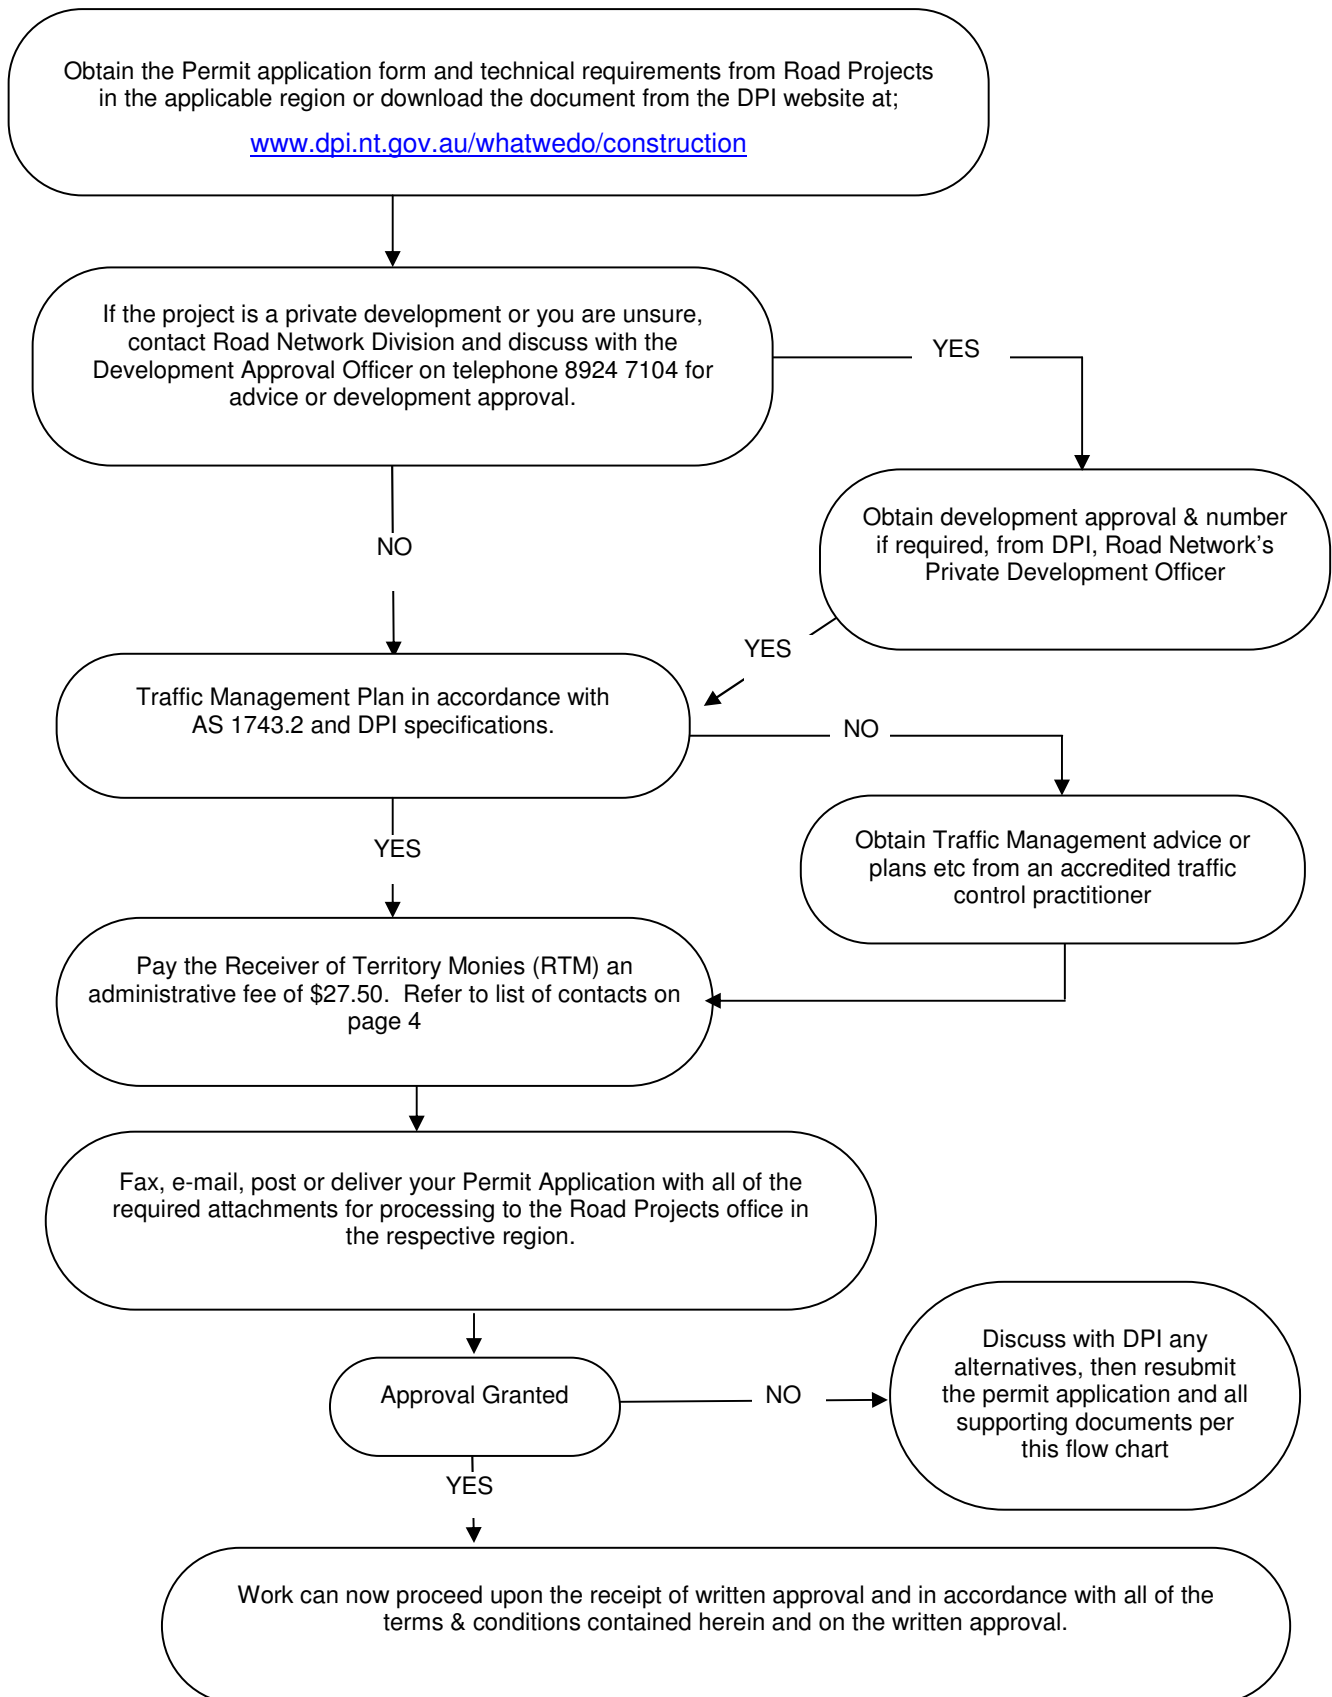 Obtain the Permit application form and technical requirements from Road Projects
in the applicable region or download the document from the DPI website at;
www.dpi.nt.gov.au/whatwedo/construction
If the project is a private development or you are unsure,
contact Road Network Division and discuss with the
Development Approval Officer on telephone 8924 7104 for
advice or development approval.
YES
Obtain development approval & number
if required, from DPI, Road Network’s
Private Development Officer
NO
YES
Traffic Management Plan in accordance with
AS 1743.2 and DPI specifications.
NO
Obtain Traffic Management advice or
plans etc from an accredited traffic
control practitioner
YES
Pay the Receiver of Territory Monies (RTM) an
administrative fee of $27.50.  Refer to list of contacts on
page 4
Fax, e-mail, post or deliver your Permit Application with all of the
required attachments for processing to the Road Projects office in
the respective region.
Approval Granted
NO
Discuss with DPI any
alternatives, then resubmit
the permit application and all
supporting documents per
this flow chart
YES
Work can now proceed upon the receipt of written approval and in accordance with all of the
terms & conditions contained herein and on the written approval.